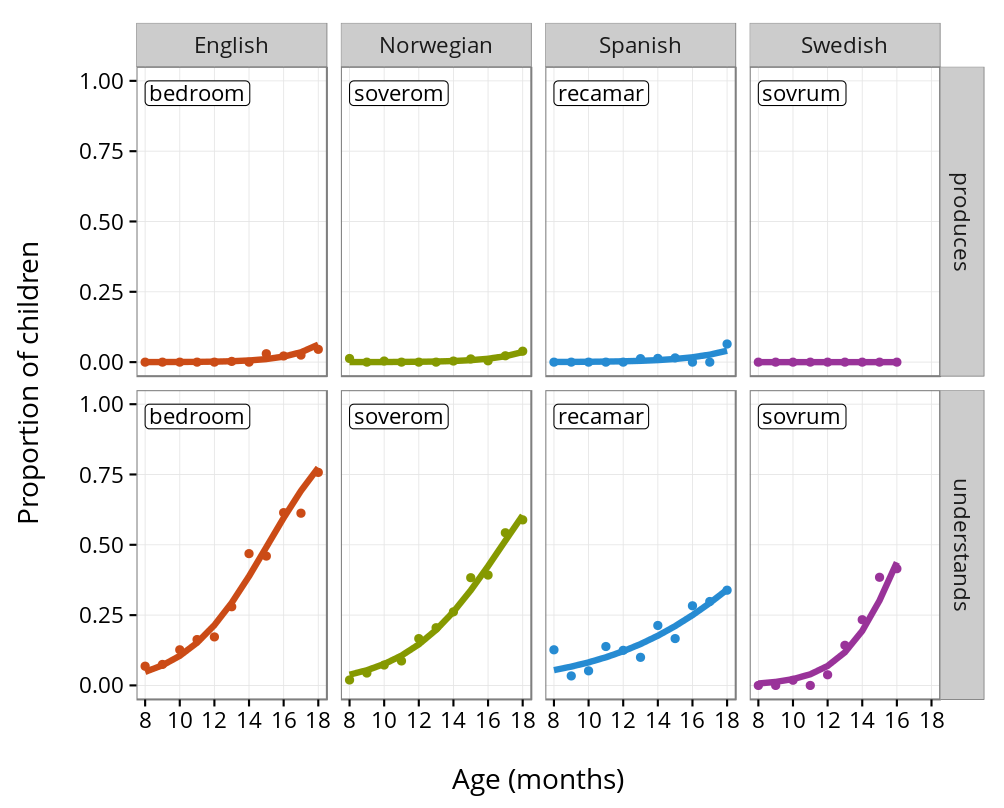 English Norwegian Spanish Swedish
1.00 bedroom soverom recamar sovrum
0.75
0.50
0.25
0.00
produces
1.00 bedroom soverom recamar sovrum
0.75
0.50
0.25
0.00
understands
8 10 12 14 16 18 8 10 12 14 16 18 8 10 12 14 16 18 8 10 12 14 16 18
Age (months)
Proportion of children